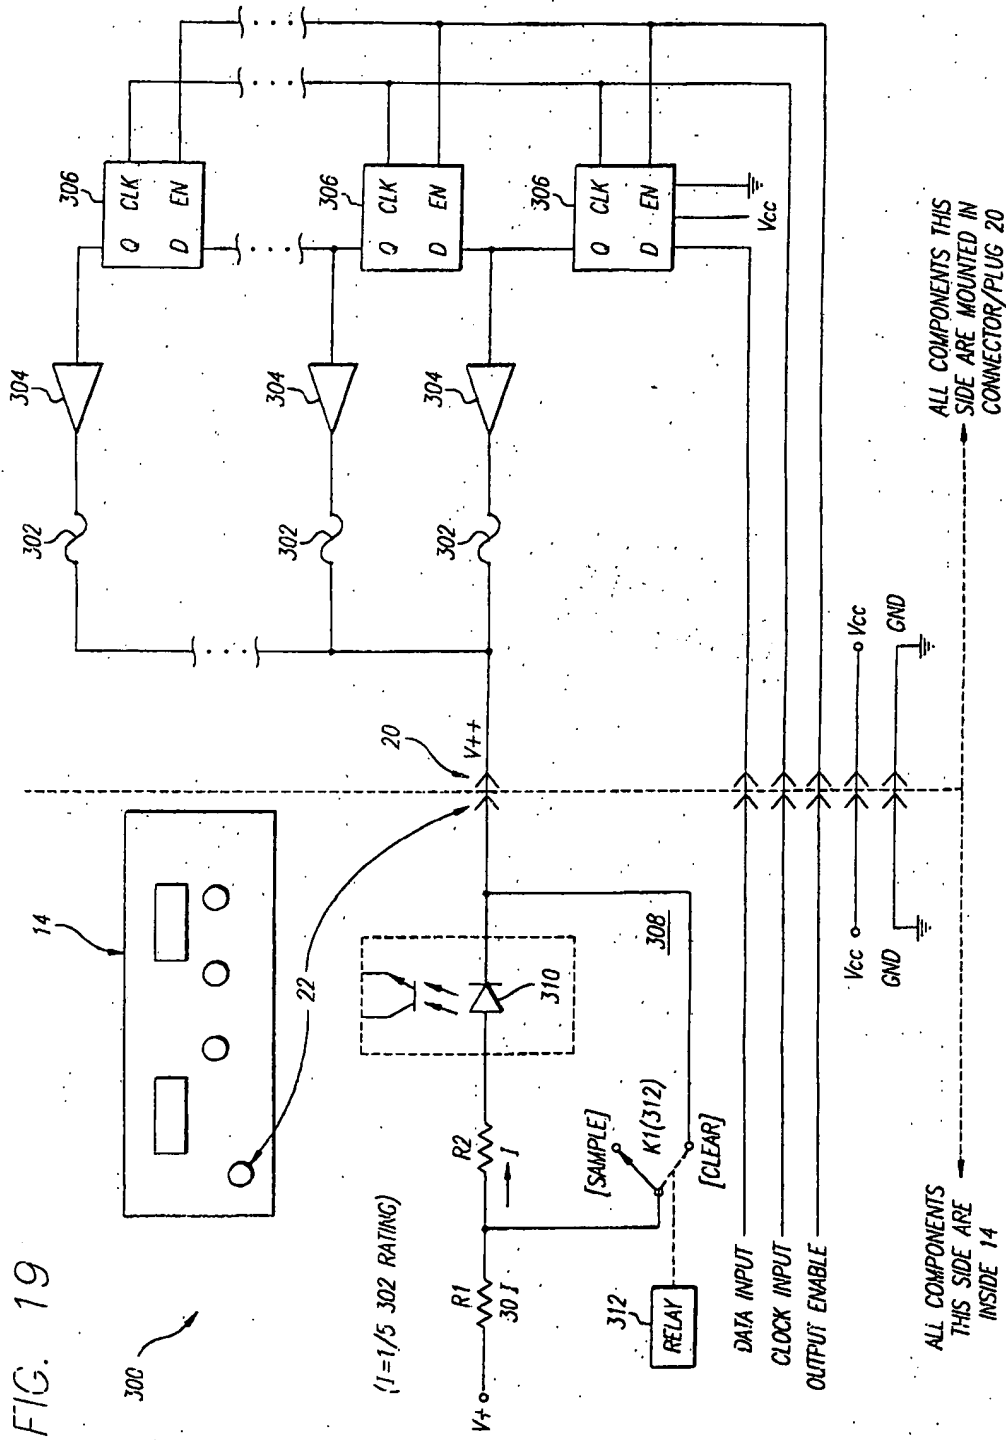 FIG. 19
300
14
22
V+
(I=1/5 302 RATING)
R1
30 I
R2
I
310
[SAMPLE]
K1(312)
[CLEAR]
308
312
RELAY
20
V++
302
302
302
304
304
304
306
CLK
Q
EN
D
306
CLK
Q
EN
D
306
CLK
Q
EN
D
Vcc
DATA INPUT
CLOCK INPUT
OUTPUT ENABLE
Vcc
Vcc
GND
GND
ALL COMPONENTS
THIS SIDE ARE
INSIDE 14
ALL COMPONENTS THIS
SIDE ARE MOUNTED IN
CONNECTOR/PLUG 20